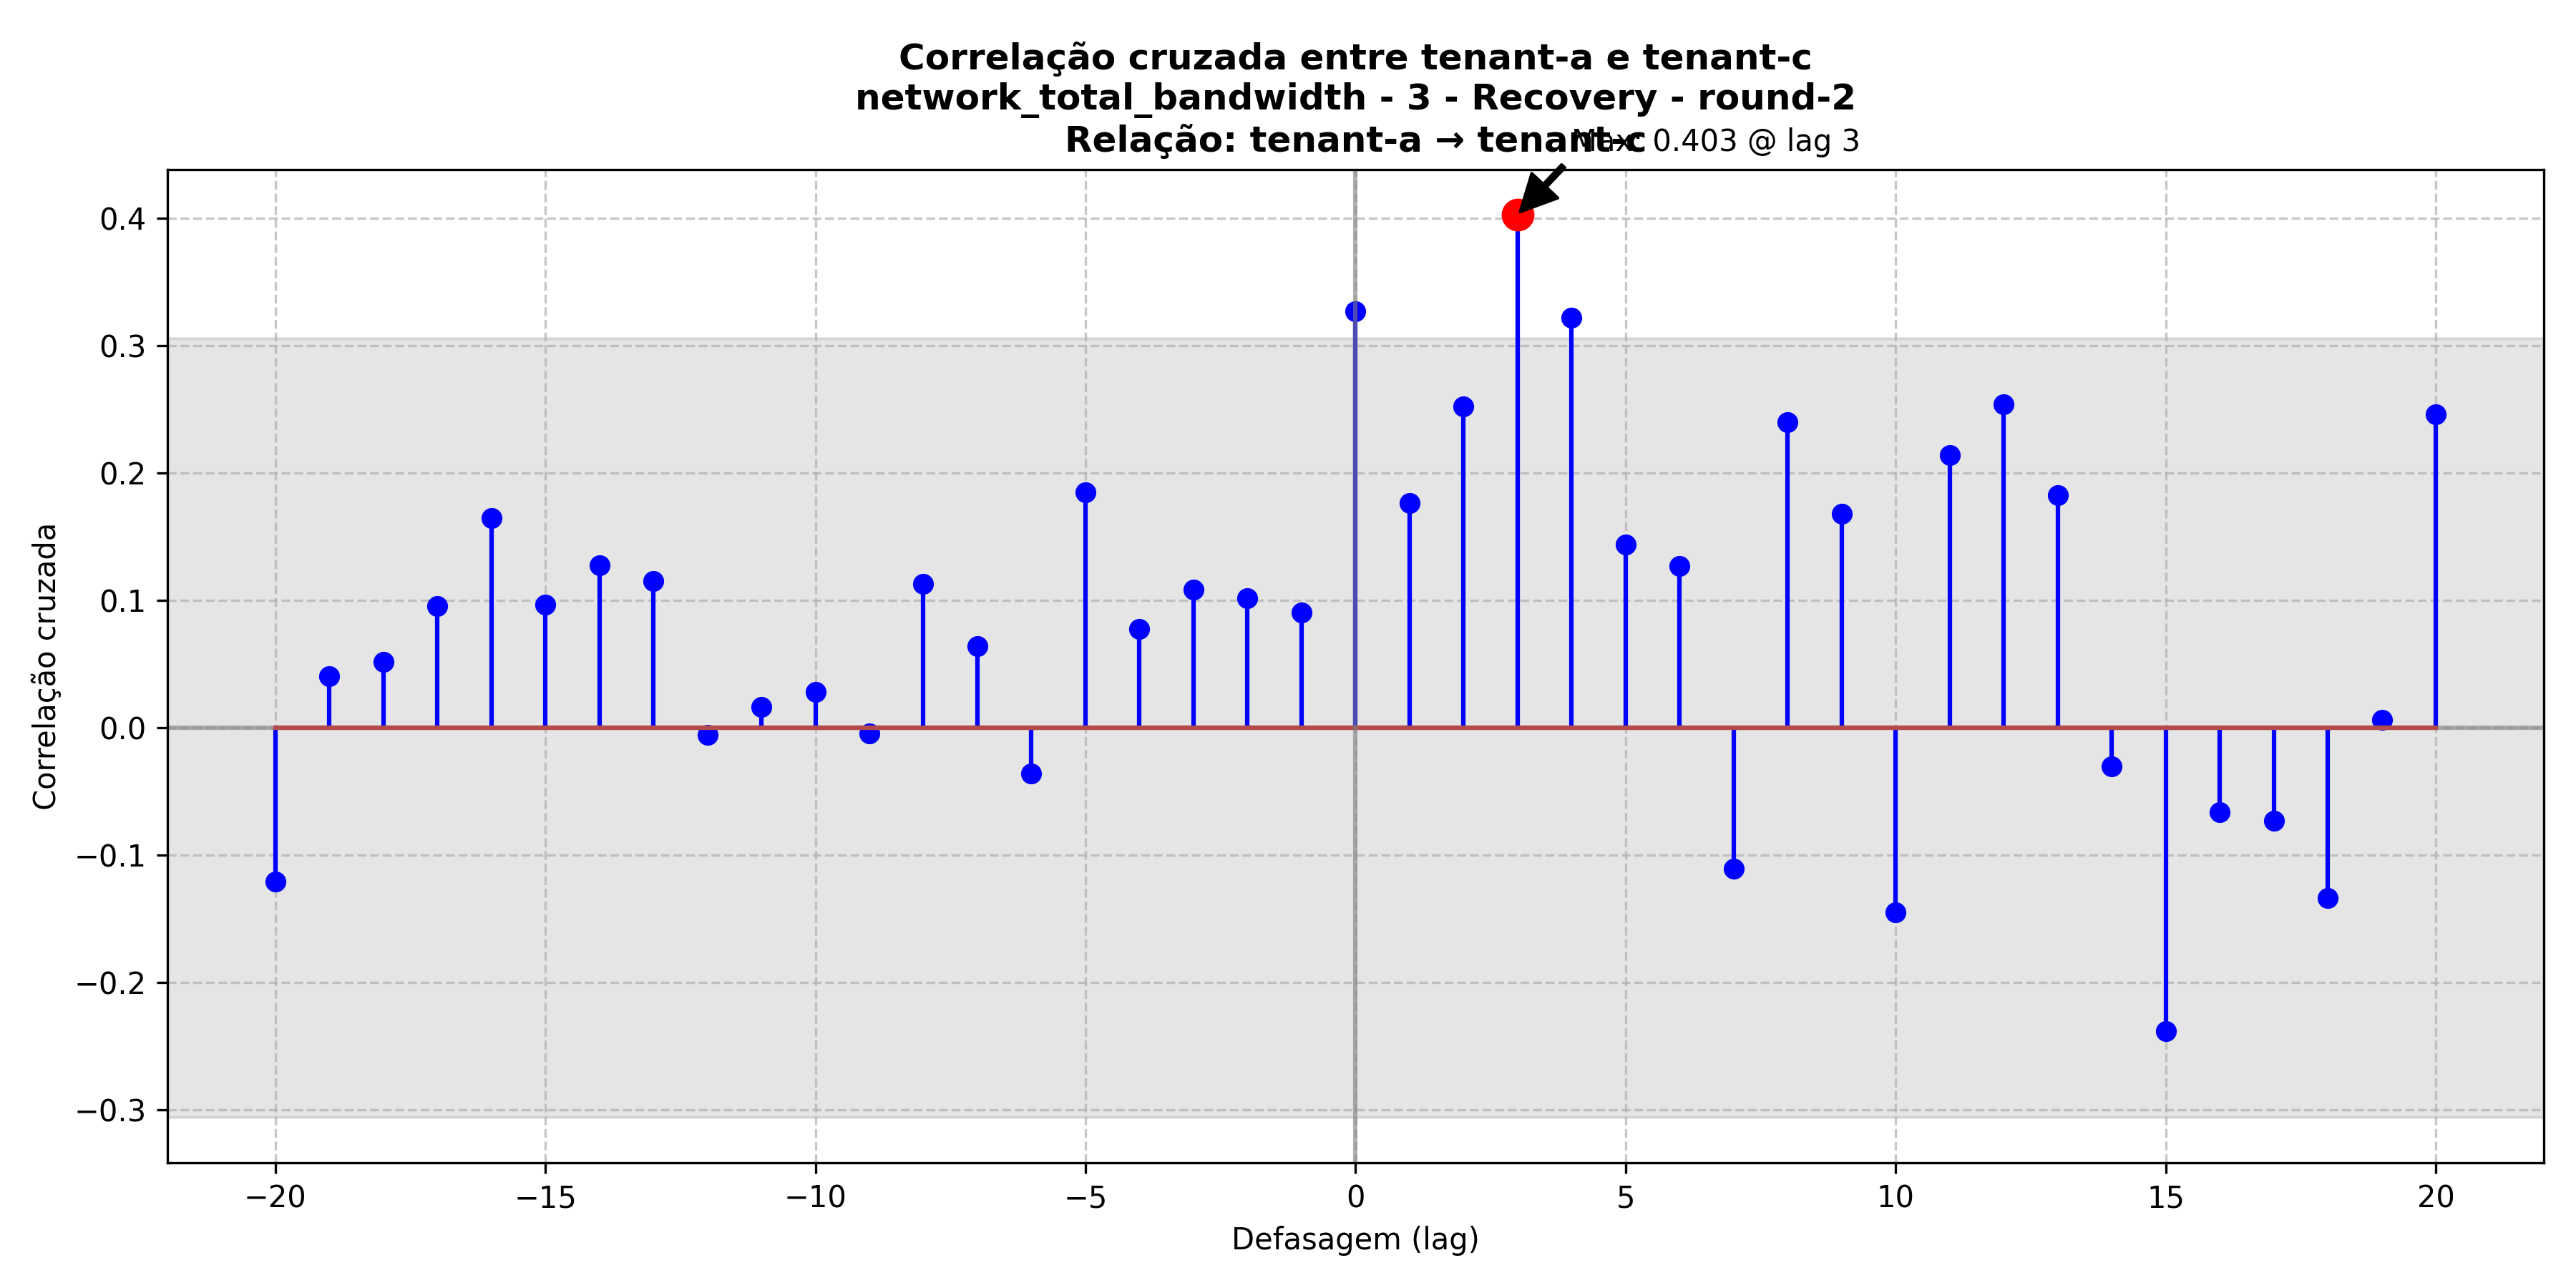 Correlação cruzada entre tenant-a e tenant-c
network_total_bandwidth - 3 - Recovery - round-2
Relação: tenant-a → tenant-c
Max: 0.403 @ lag 3
0.4
0.3
0.2
0.1
0.0
−0.1
−0.2
−0.3
Correlação cruzada
−20 −15 −10 −5 0 5 10 15 20
Defasagem (lag)